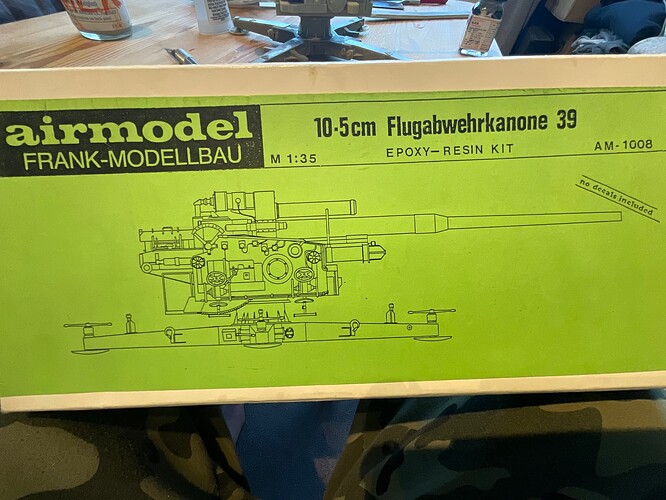 airmodel
FRANK-MODELLBAU
10·5cm Flugabwehrkanone 39
M 1:35
EPOXY-RESIN KIT
AM-1008
no decals included